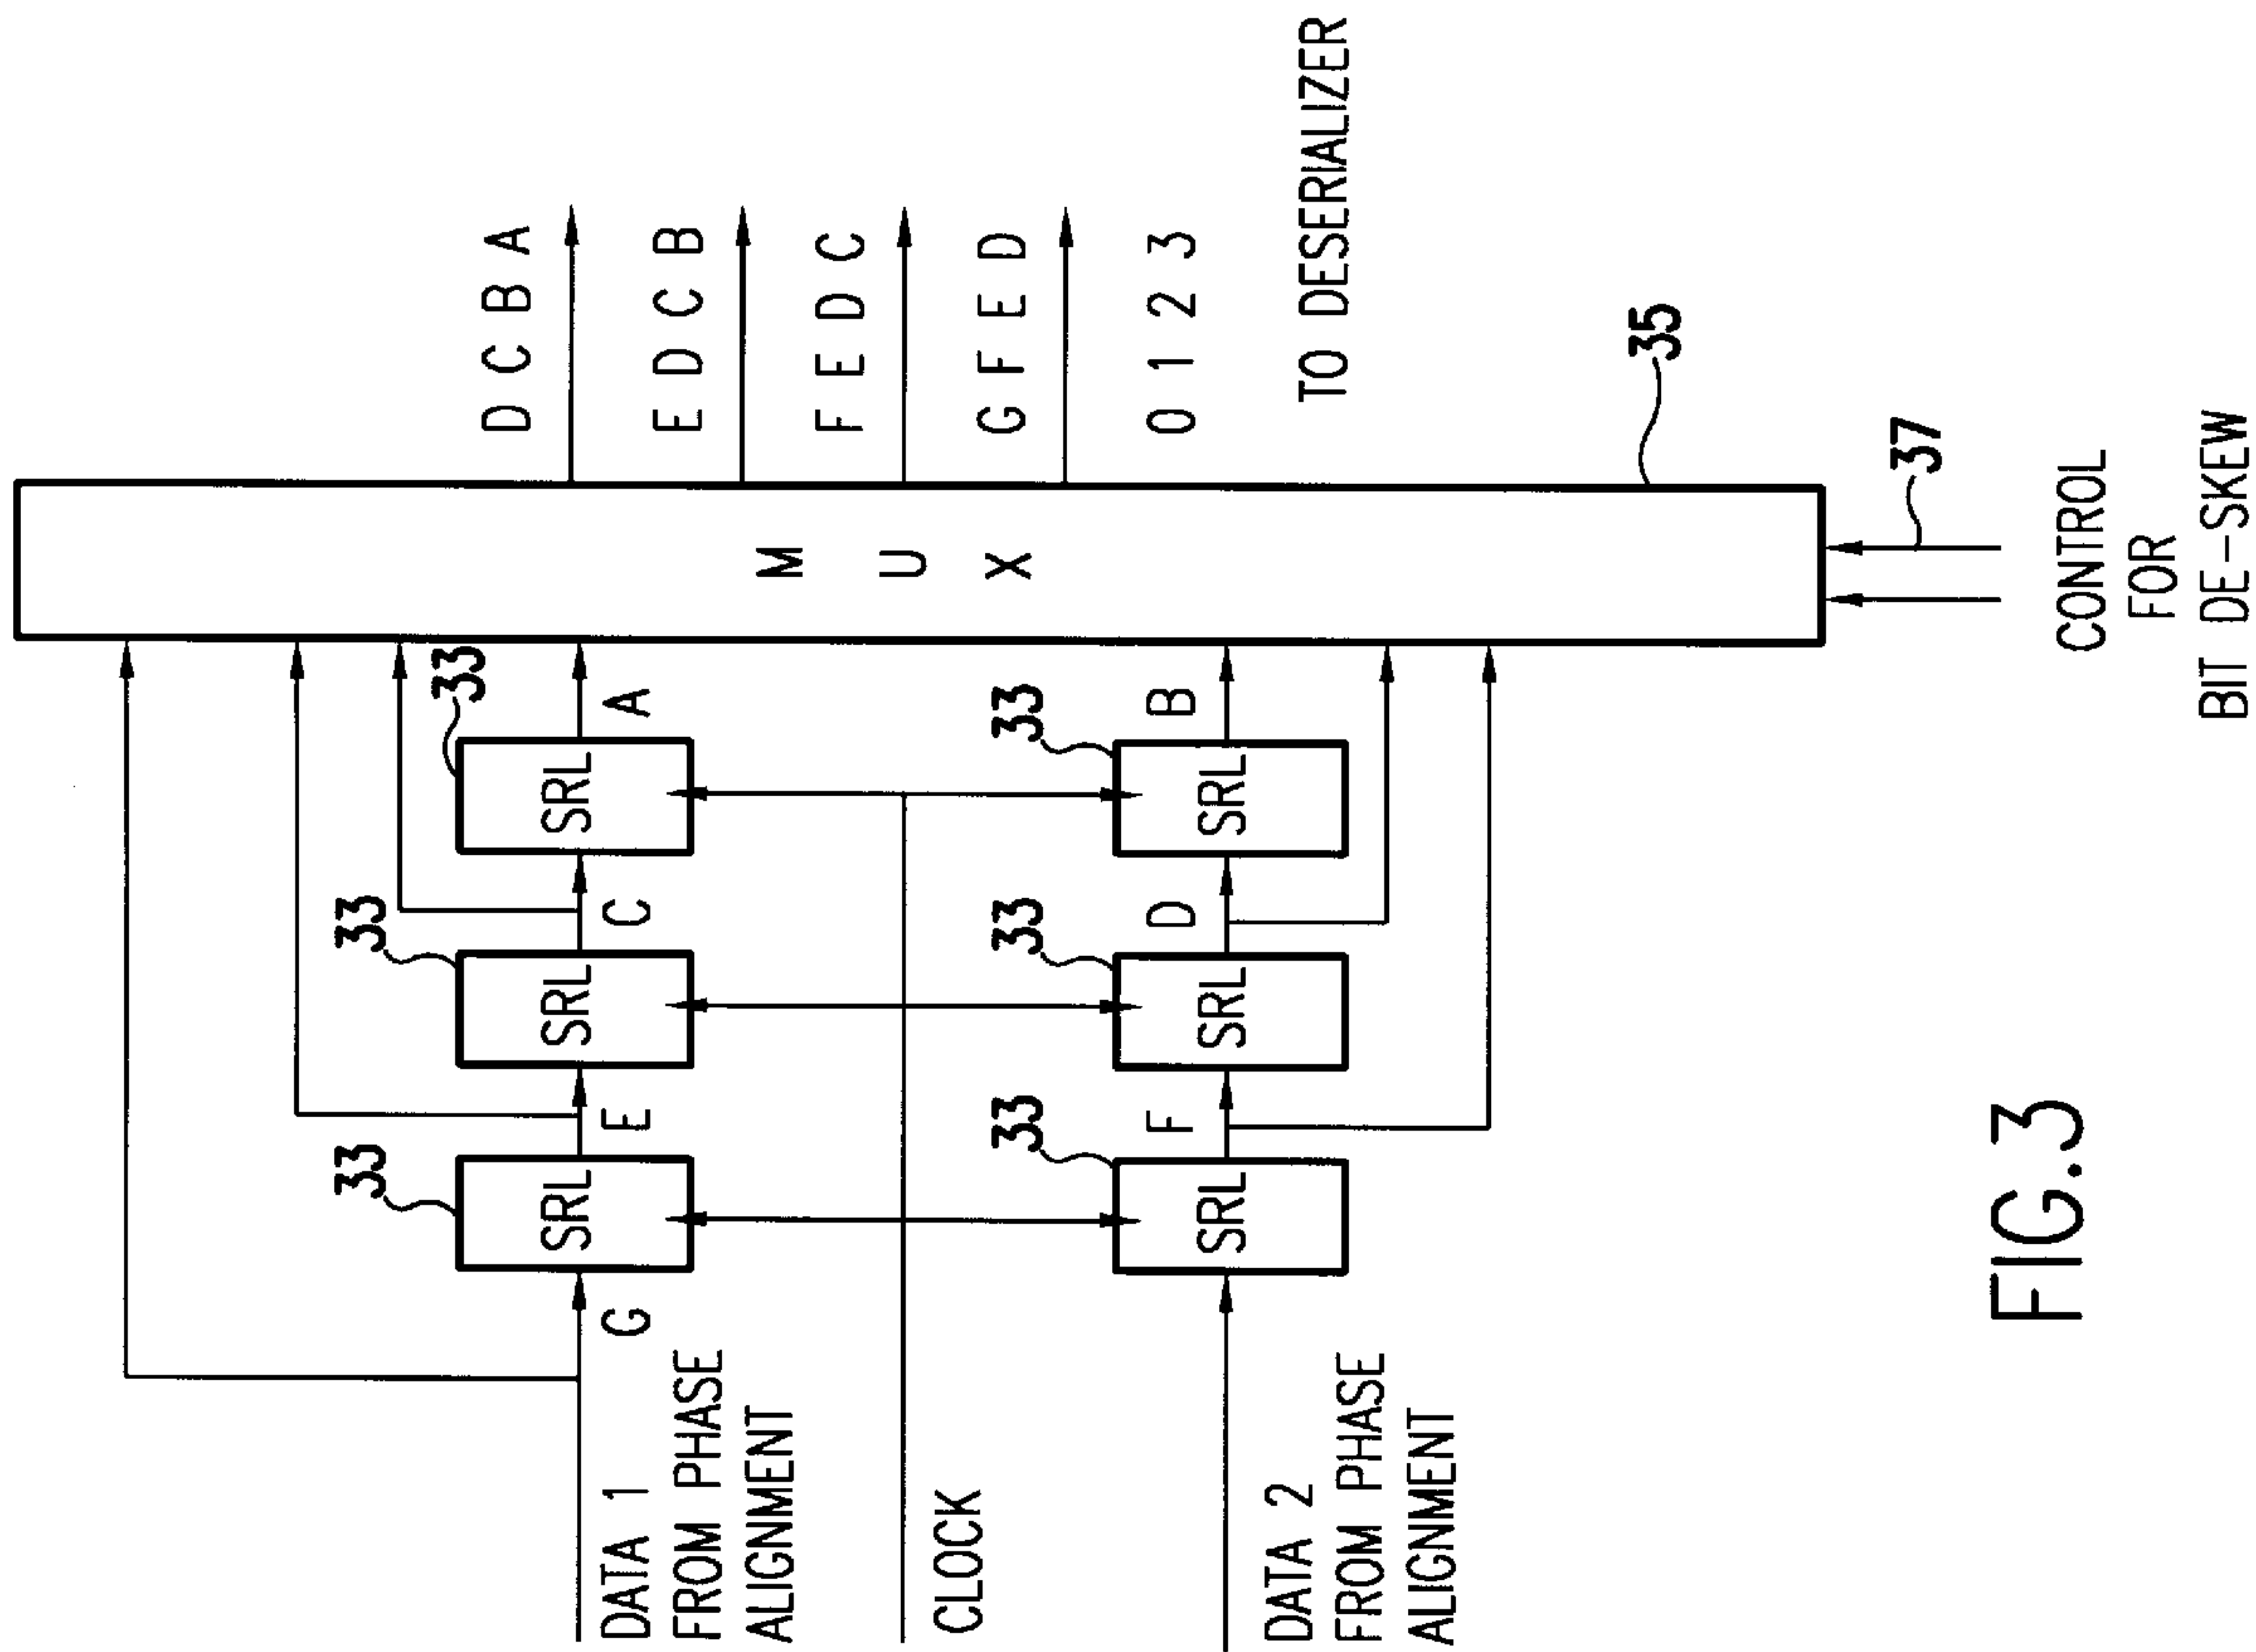 33 33
33
D C B A
SRL SRL SRL
DATA 1 G E C A
E D C B
FROM PHASE
ALIGNMENT
M
F E D C
U
CLOCK
G F E D
X
33 33 33
F D B
0 1 2 3
SRL SRL SRL
DATA 2
TO DESERIALIZER
FROM PHASE
ALIGNMENT
35
37
FIG.3
CONTROL
FOR
BIT DE-SKEW